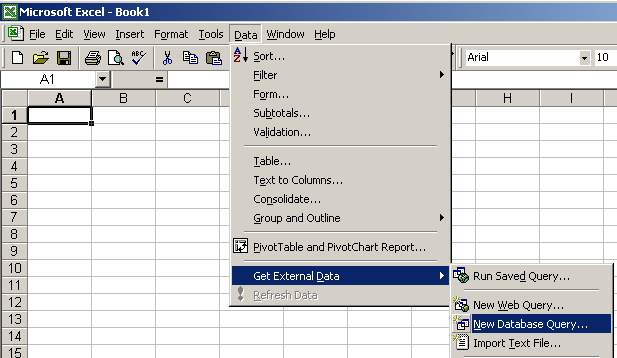 Microsoft Excel - Book1
File Edit View Insert Format Tools Data Window Help
Arial 10
A1 =
A B C H I
1
2
3
4
5
6
7
8
9
10
11
12
13
14
15
Sort...
Filter
Form...
Subtotals...
Validation...
Table...
Text to Columns...
Consolidate...
Group and Outline
PivotTable and PivotChart Report...
Get External Data
Refresh Data
Run Saved Query...
New Web Query...
New Database Query...
Import Text File...